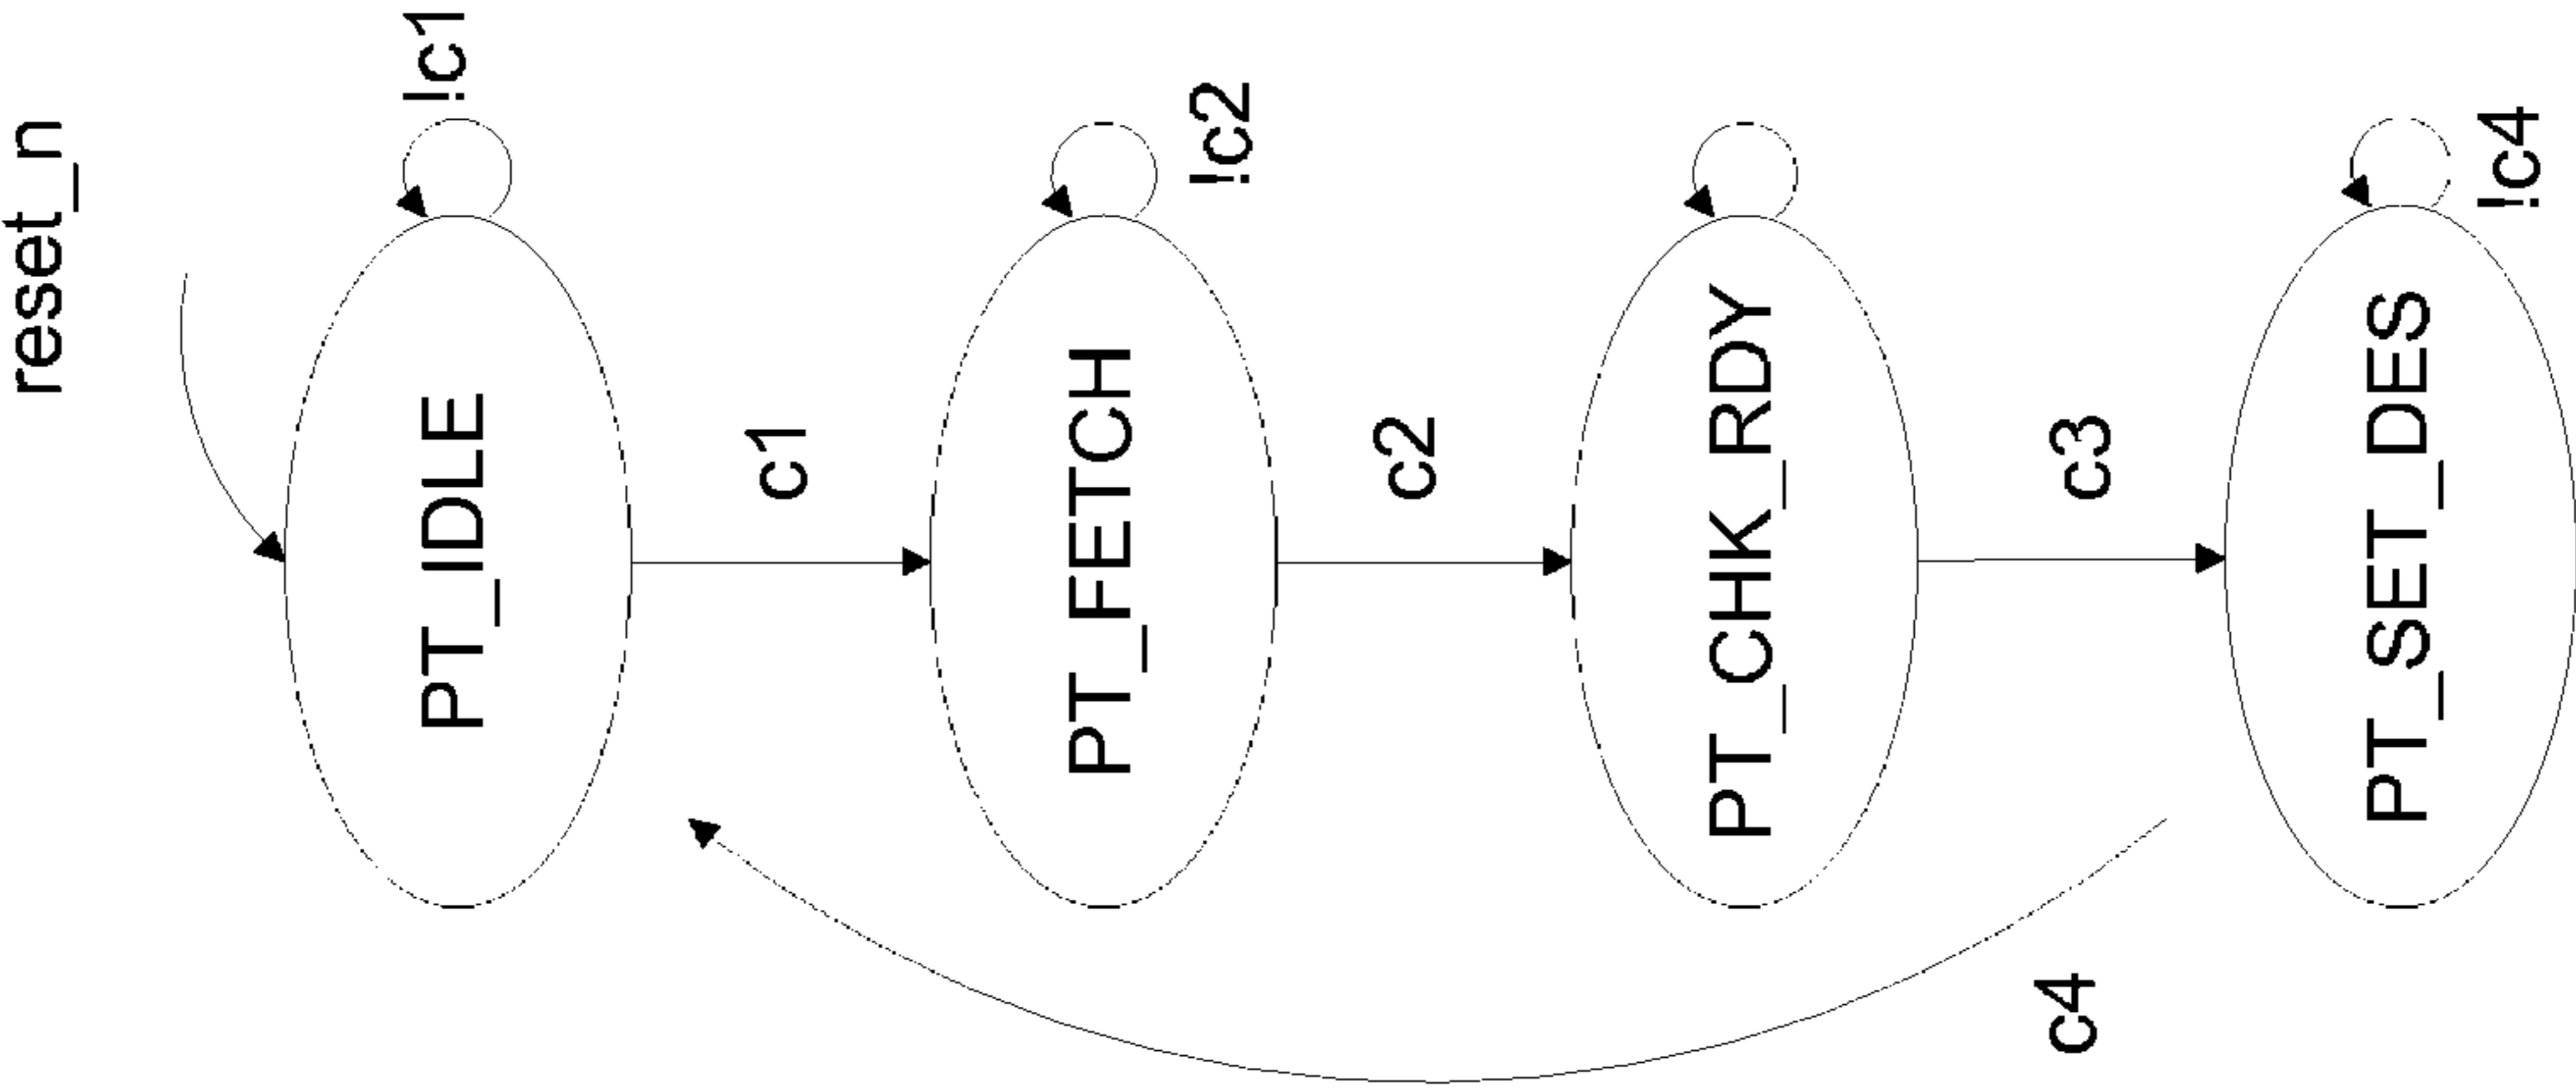 reset_n
!c1
PT_IDLE
c1
!c2
PT_FETCH
c2
PT_CHK_RDY
c3
!c4
PT_SET_DES
c4